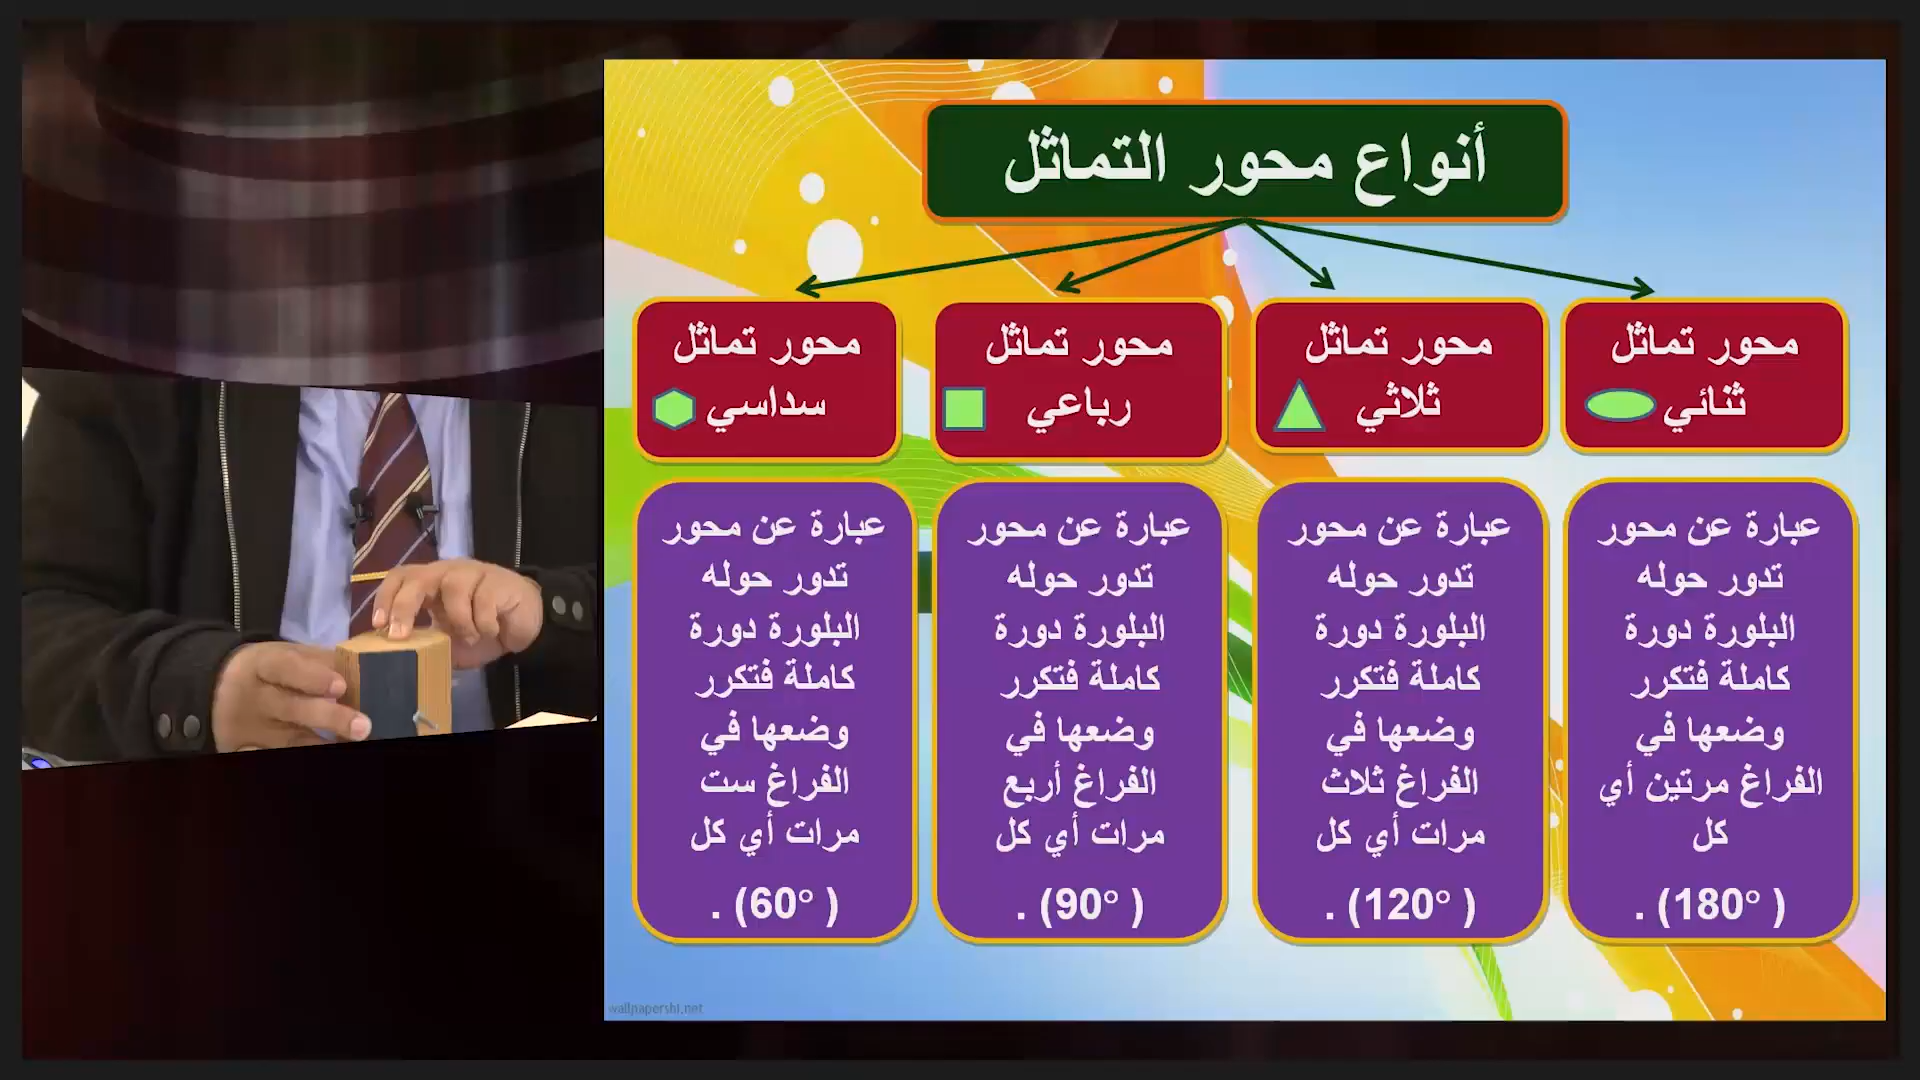 أنواع محور التماثل
محور تماثل
ثنائي
محور تماثل
ثلاثي
محور تماثل
رباعي
محور تماثل
سداسي
عبارة عن محور
تدور حوله
البلورة دورة
كاملة فتكرر
وضعها في
الفراغ مرتين أي
كل
(180° ) .
عبارة عن محور
تدور حوله
البلورة دورة
كاملة فتكرر
وضعها في
الفراغ ثلاث
مرات أي كل
(120° ) .
عبارة عن محور
تدور حوله
البلورة دورة
كاملة فتكرر
وضعها في
الفراغ أربع
مرات أي كل
(90° ) .
عبارة عن محور
تدور حوله
البلورة دورة
كاملة فتكرر
وضعها في
الفراغ ست
مرات أي كل
(60° ) .
wallpapershi.net